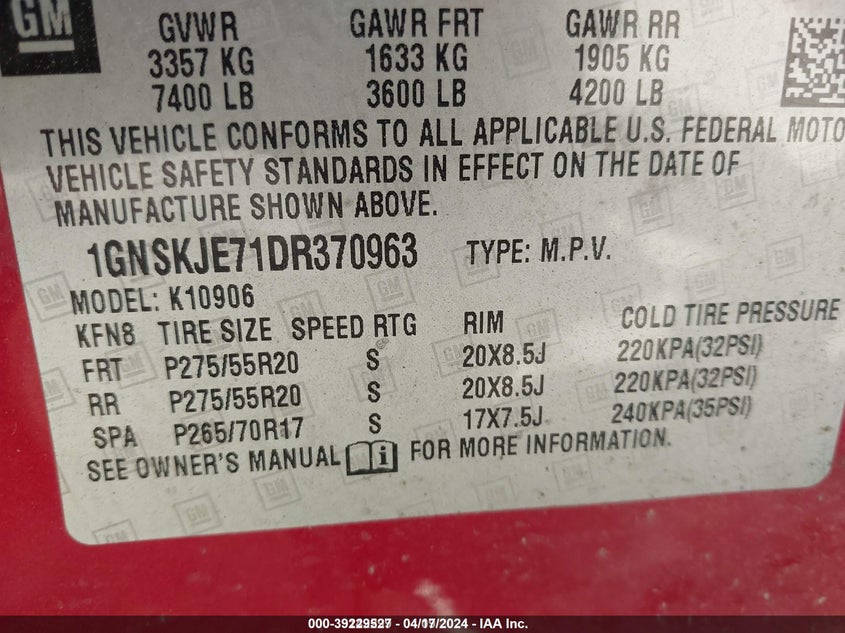 GM
GVWR GAWR FRT GAWR RR
3357 KG 1633 KG 1905 KG
7400 LB 3600 LB 4200 LB
THIS VEHICLE CONFORMS TO ALL APPLICABLE U.S. FEDERAL MOTO
VEHICLE SAFETY STANDARDS IN EFFECT ON THE DATE OF
MANUFACTURE SHOWN ABOVE.
1GNSKJE71DR370963 TYPE: M.P.V.
MODEL: K10906
KFN8 TIRE SIZE SPEED RTG RIM COLD TIRE PRESSURE
FRT P275/55R20 S 20X8.5J 220KPA(32PSI)
RR P275/55R20 S 20X8.5J 220KPA(32PSI)
SPA P265/70R17 S 17X7.5J 240KPA(35PSI)
SEE OWNER'S MANUAL i FOR MORE INFORMATION.
04/17/2024 - IAA Inc.